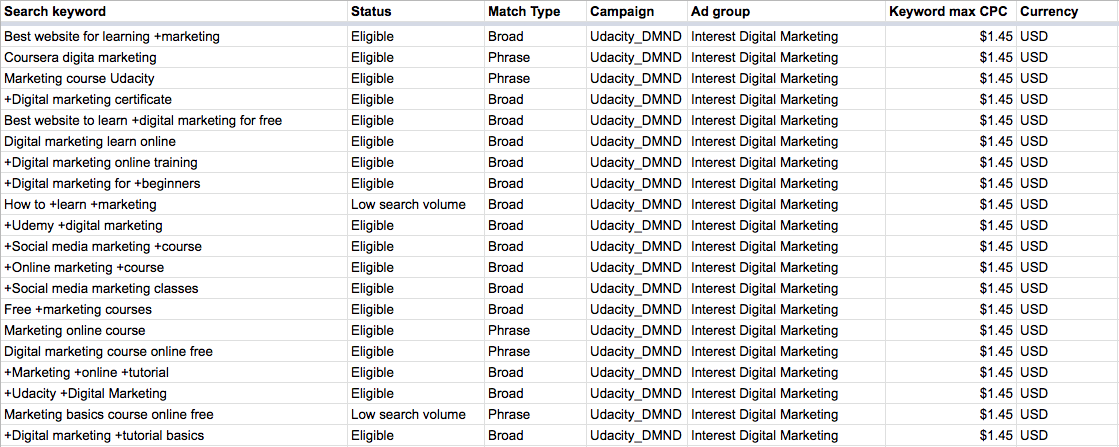 Search keyword Status Match Type Campaign Ad group Keyword max CPC Currency
Best website for learning +marketing Eligible Broad Udacity_DMND Interest Digital Marketing $1.45 USD
Coursera digita marketing Eligible Phrase Udacity_DMND Interest Digital Marketing $1.45 USD
Marketing course Udacity Eligible Phrase Udacity_DMND Interest Digital Marketing $1.45 USD
+Digital marketing certificate Eligible Broad Udacity_DMND Interest Digital Marketing $1.45 USD
Best website to learn +digital marketing for free Eligible Broad Udacity_DMND Interest Digital Marketing $1.45 USD
Digital marketing learn online Eligible Broad Udacity_DMND Interest Digital Marketing $1.45 USD
+Digital marketing online training Eligible Broad Udacity_DMND Interest Digital Marketing $1.45 USD
+Digital marketing for +beginners Eligible Broad Udacity_DMND Interest Digital Marketing $1.45 USD
How to +learn +marketing Low search volume Broad Udacity_DMND Interest Digital Marketing $1.45 USD
+Udemy +digital marketing Eligible Broad Udacity_DMND Interest Digital Marketing $1.45 USD
+Social media marketing +course Eligible Broad Udacity_DMND Interest Digital Marketing $1.45 USD
+Online marketing +course Eligible Broad Udacity_DMND Interest Digital Marketing $1.45 USD
+Social media marketing classes Eligible Broad Udacity_DMND Interest Digital Marketing $1.45 USD
Free +marketing courses Eligible Broad Udacity_DMND Interest Digital Marketing $1.45 USD
Marketing online course Eligible Phrase Udacity_DMND Interest Digital Marketing $1.45 USD
Digital marketing course online free Eligible Phrase Udacity_DMND Interest Digital Marketing $1.45 USD
+Marketing +online +tutorial Eligible Broad Udacity_DMND Interest Digital Marketing $1.45 USD
+Udacity +Digital Marketing Eligible Broad Udacity_DMND Interest Digital Marketing $1.45 USD
Marketing basics course online free Low search volume Phrase Udacity_DMND Interest Digital Marketing $1.45 USD
+Digital marketing +tutorial basics Eligible Broad Udacity_DMND Interest Digital Marketing $1.45 USD